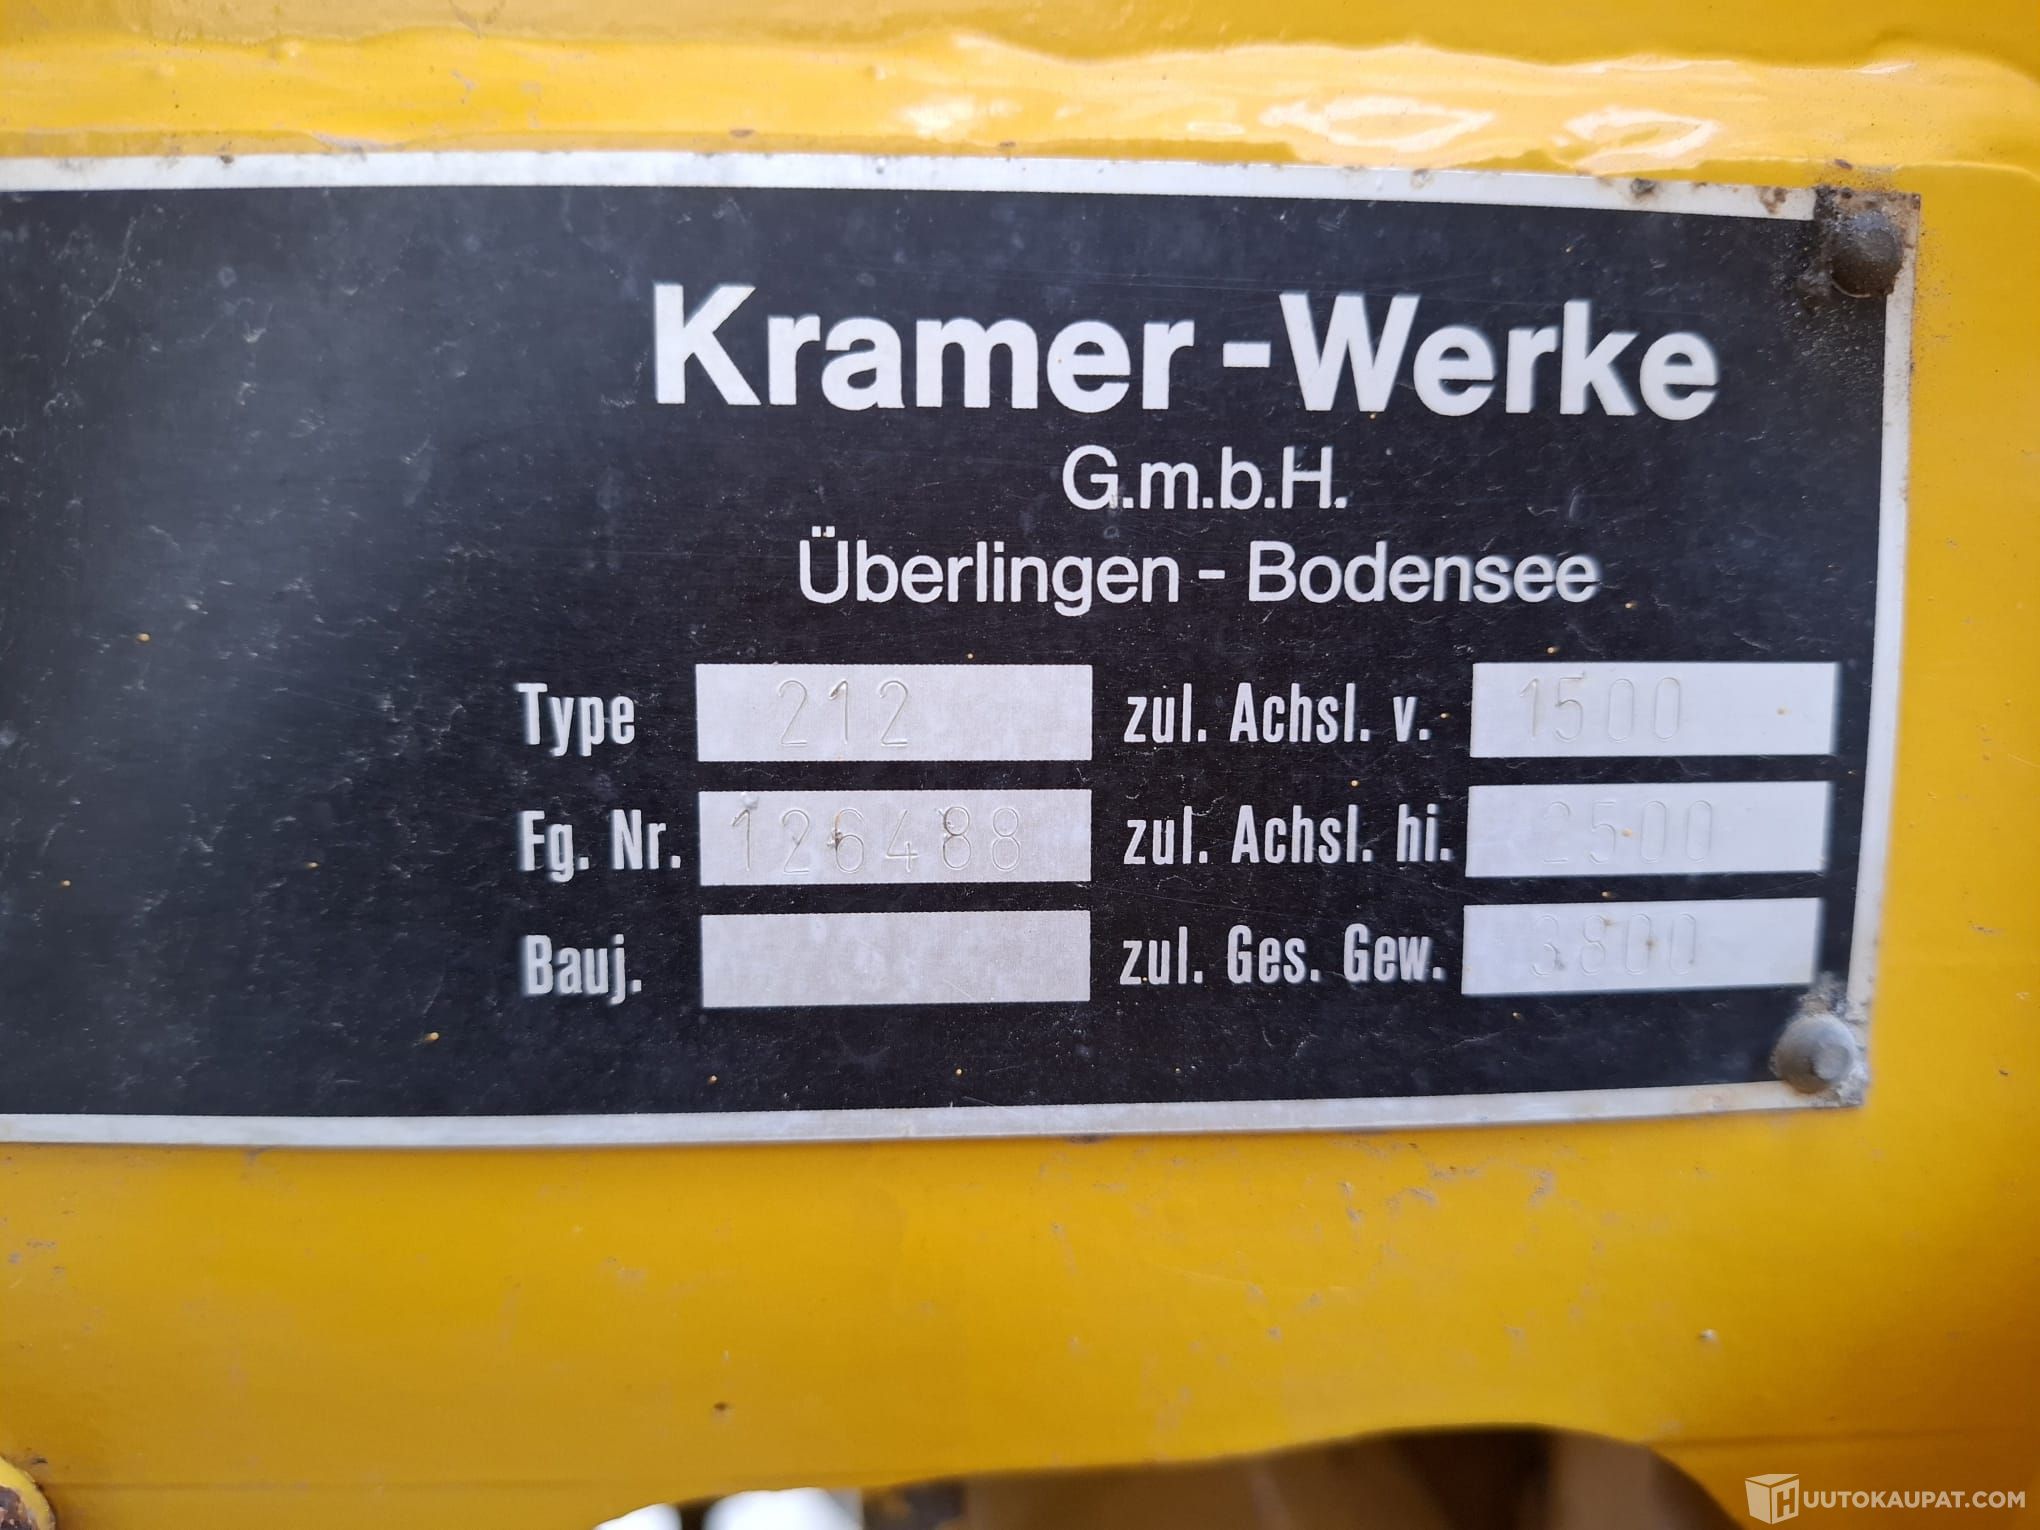 Kramer-Werke
G.m.b.H.
Überlingen - Bodensee
Type 212 zul. Achsl. v. 1500
Fg. Nr. 126488 zul. Achsl. hi. 2500
Bauj. zul. Ges. Gew. 3800
HUUTOKAUPAT.COM